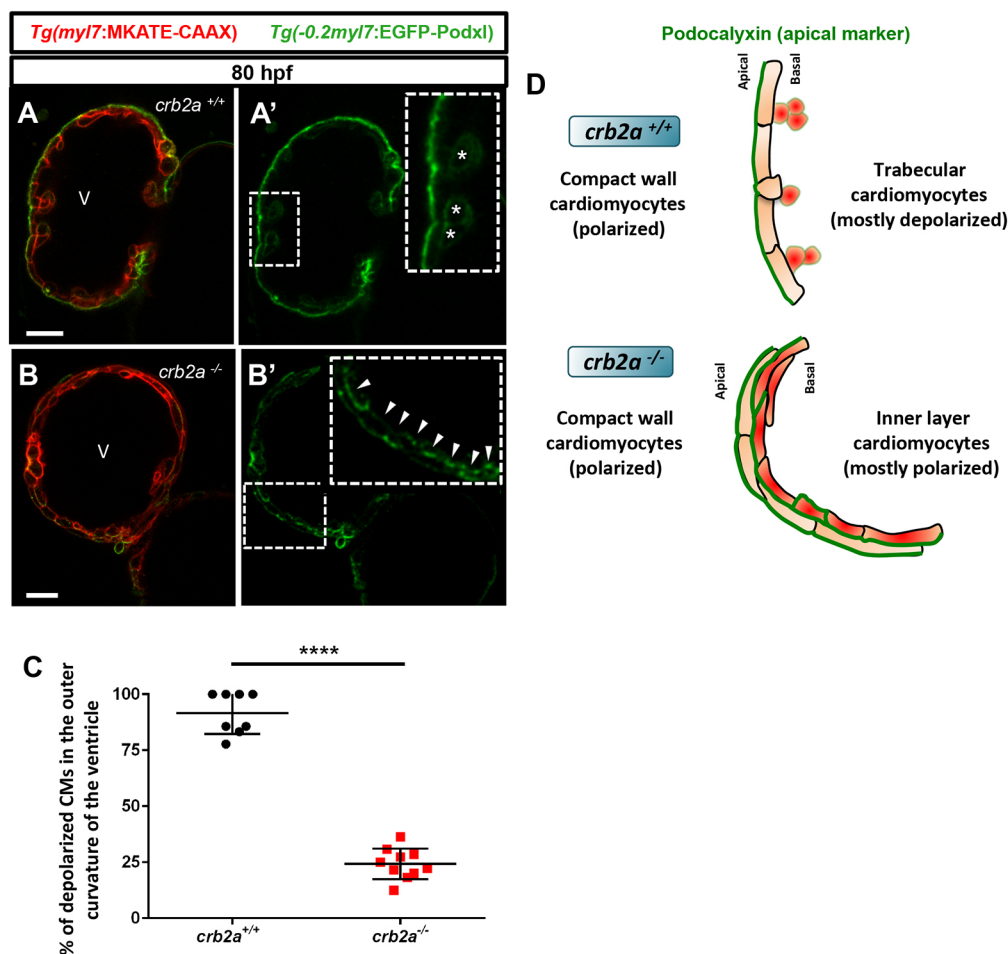 Tg(myl7:MKATE-CAAX) Tg(-0.2myl7:EGFP-Podxl)
80 hpf
A
crb2a +/+
V
A'
*
*
*
B
crb2a -/-
V
B'
C
****
% of depolarized CMs in the outer
curvature of the ventricle
100
75
50
25
0
crb2a+/+
crb2a-/-
D
Podocalyxin (apical marker)
Apical
Basal
crb2a +/+
Compact wall
cardiomyocytes
(polarized)
Trabecular
cardiomyocytes
(mostly depolarized)
crb2a -/-
Apical
Basal
Compact wall
cardiomyocytes
(polarized)
Inner layer
cardiomyocytes
(mostly polarized)